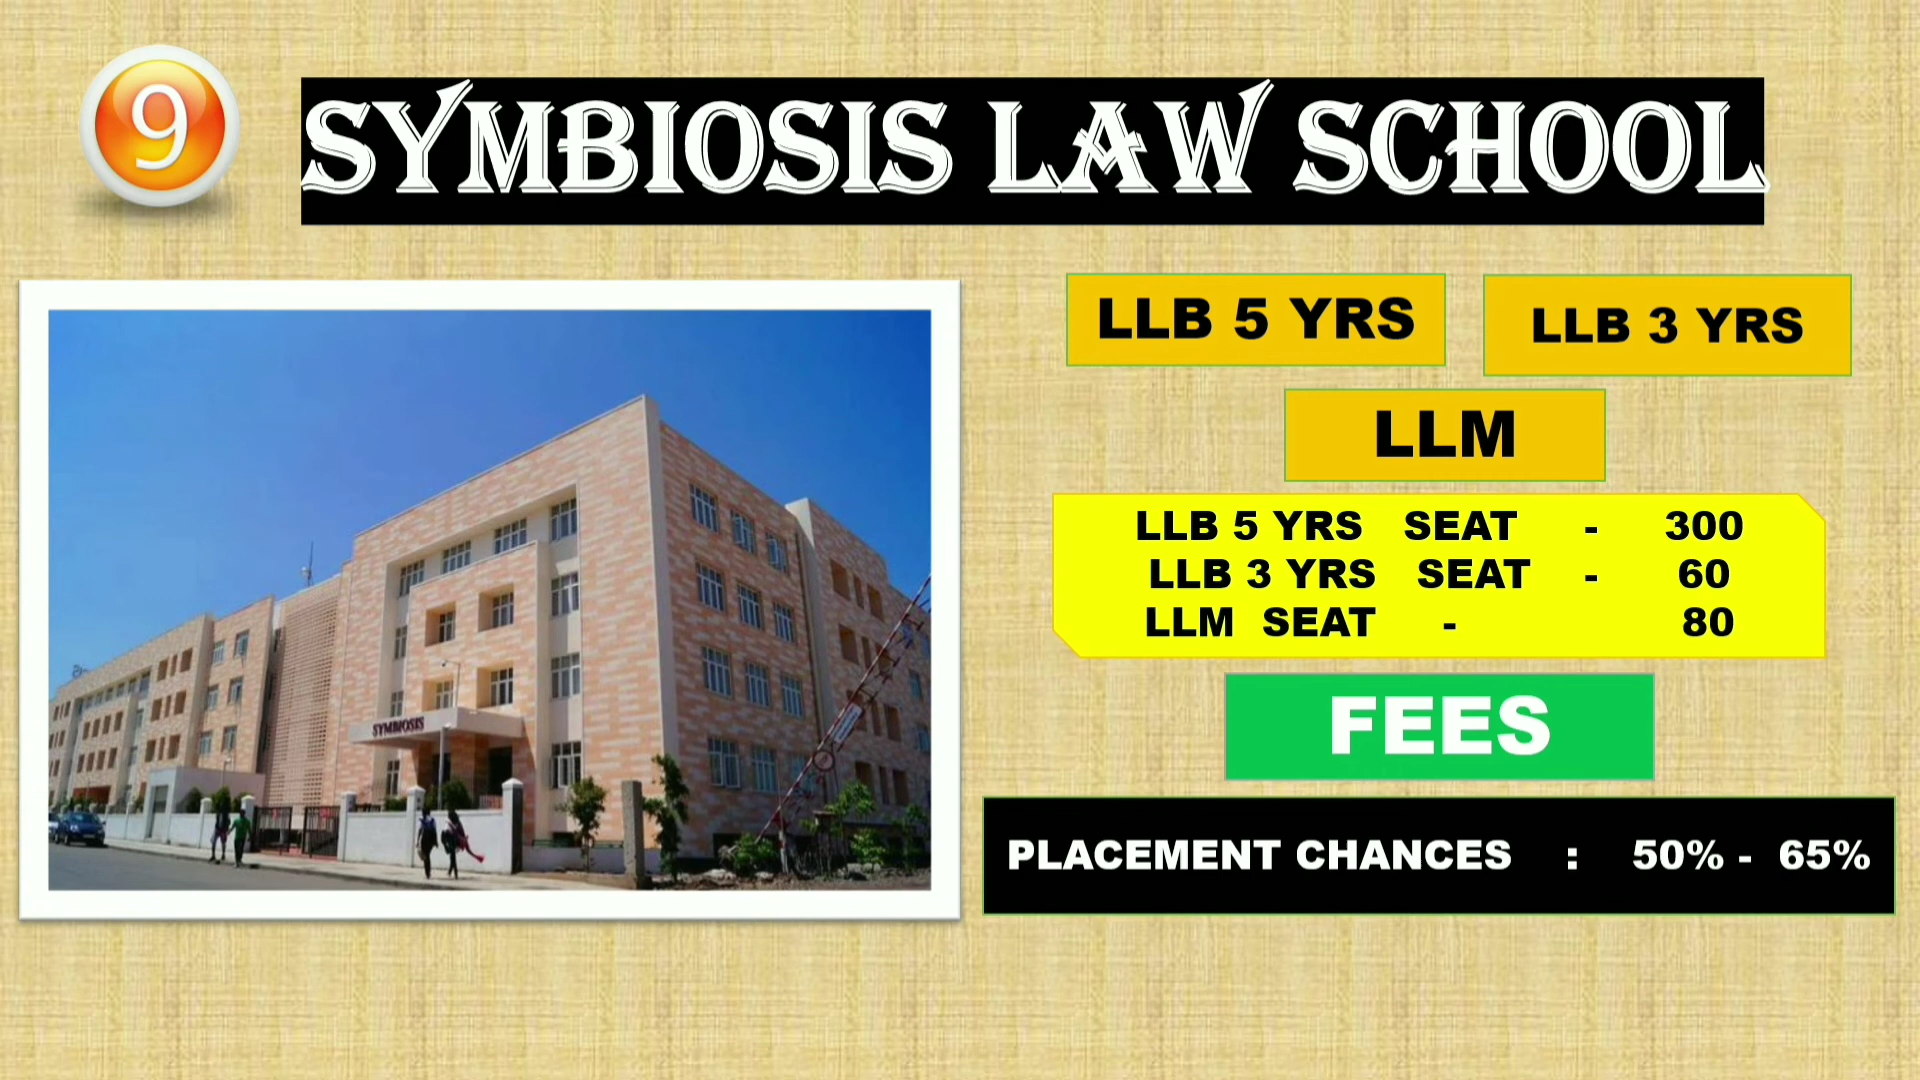 9
SYMBIOSIS LAW SCHOOL
LLB 5 YRS
LLB 3 YRS
LLM
LLB 5 YRS SEAT - 300
LLB 3 YRS SEAT - 60
LLM SEAT - 80
FEES
PLACEMENT CHANCES : 50% - 65%
SYMBIOSIS